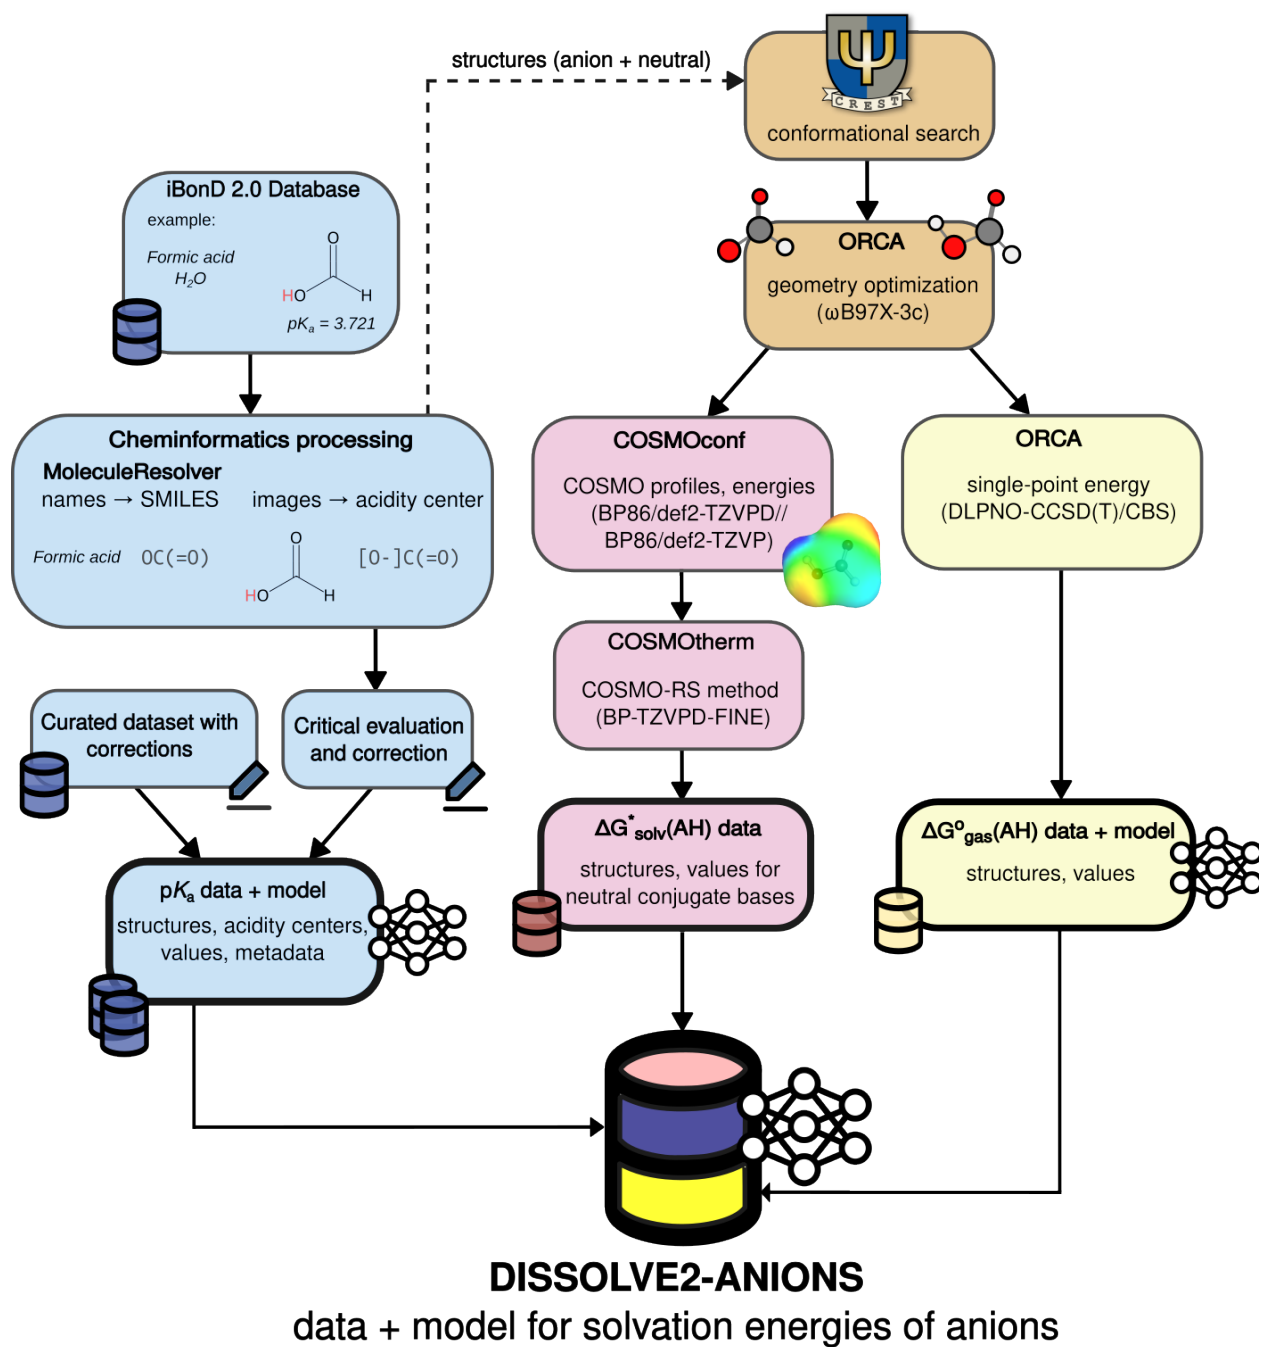 structures (anion + neutral)
CREST
conformational search
iBonD 2.0 Database
example:
Formic acid
H₂O
O
HO
H
pKₐ = 3.721
ORCA
geometry optimization
(ωB97X-3c)
Cheminformatics processing
MoleculeResolver
names → SMILES
images → acidity center
Formic acid
OC(=O)
O
HO
H
[O-]C(=O)
COSMOconf
COSMO profiles, energies
(BP86/def2-TZVPD//
BP86/def2-TZVP)
ORCA
single-point energy
(DLPNO-CCSD(T)/CBS)
COSMOtherm
COSMO-RS method
(BP-TZVPD-FINE)
Curated dataset with
corrections
Critical evaluation
and correction
ΔG*solv(AH) data
structures, values for
neutral conjugate bases
ΔGºgas(AH) data + model
structures, values
pKa data + model
structures, acidity centers,
values, metadata
DISSOLVE2-ANIONS
data + model for solvation energies of anions